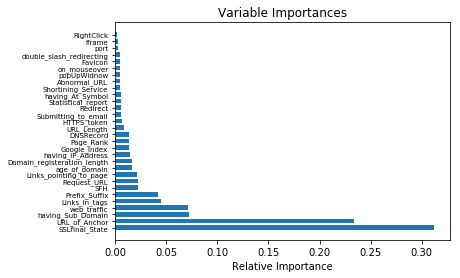 Variable Importances
RightClick
Iframe
port
double_slash_redirecting
Favicon
on_mouseover
popUpWidnow
Abnormal_URL
Shortining_Service
having_At_Symbol
Statistical_report
Redirect
Submitting_to_email
HTTPS_token
URL_Length
DNSRecord
Page_Rank
Google_Index
having_IP_Address
Domain_registeration_length
age_of_domain
Links_pointing_to_page
Request_URL
SFH
Prefix_Suffix
Links_in_tags
web_traffic
having_Sub_Domain
URL_of_Anchor
SSLfinal_State
0.00 0.05 0.10 0.15 0.20 0.25 0.30
Relative Importance